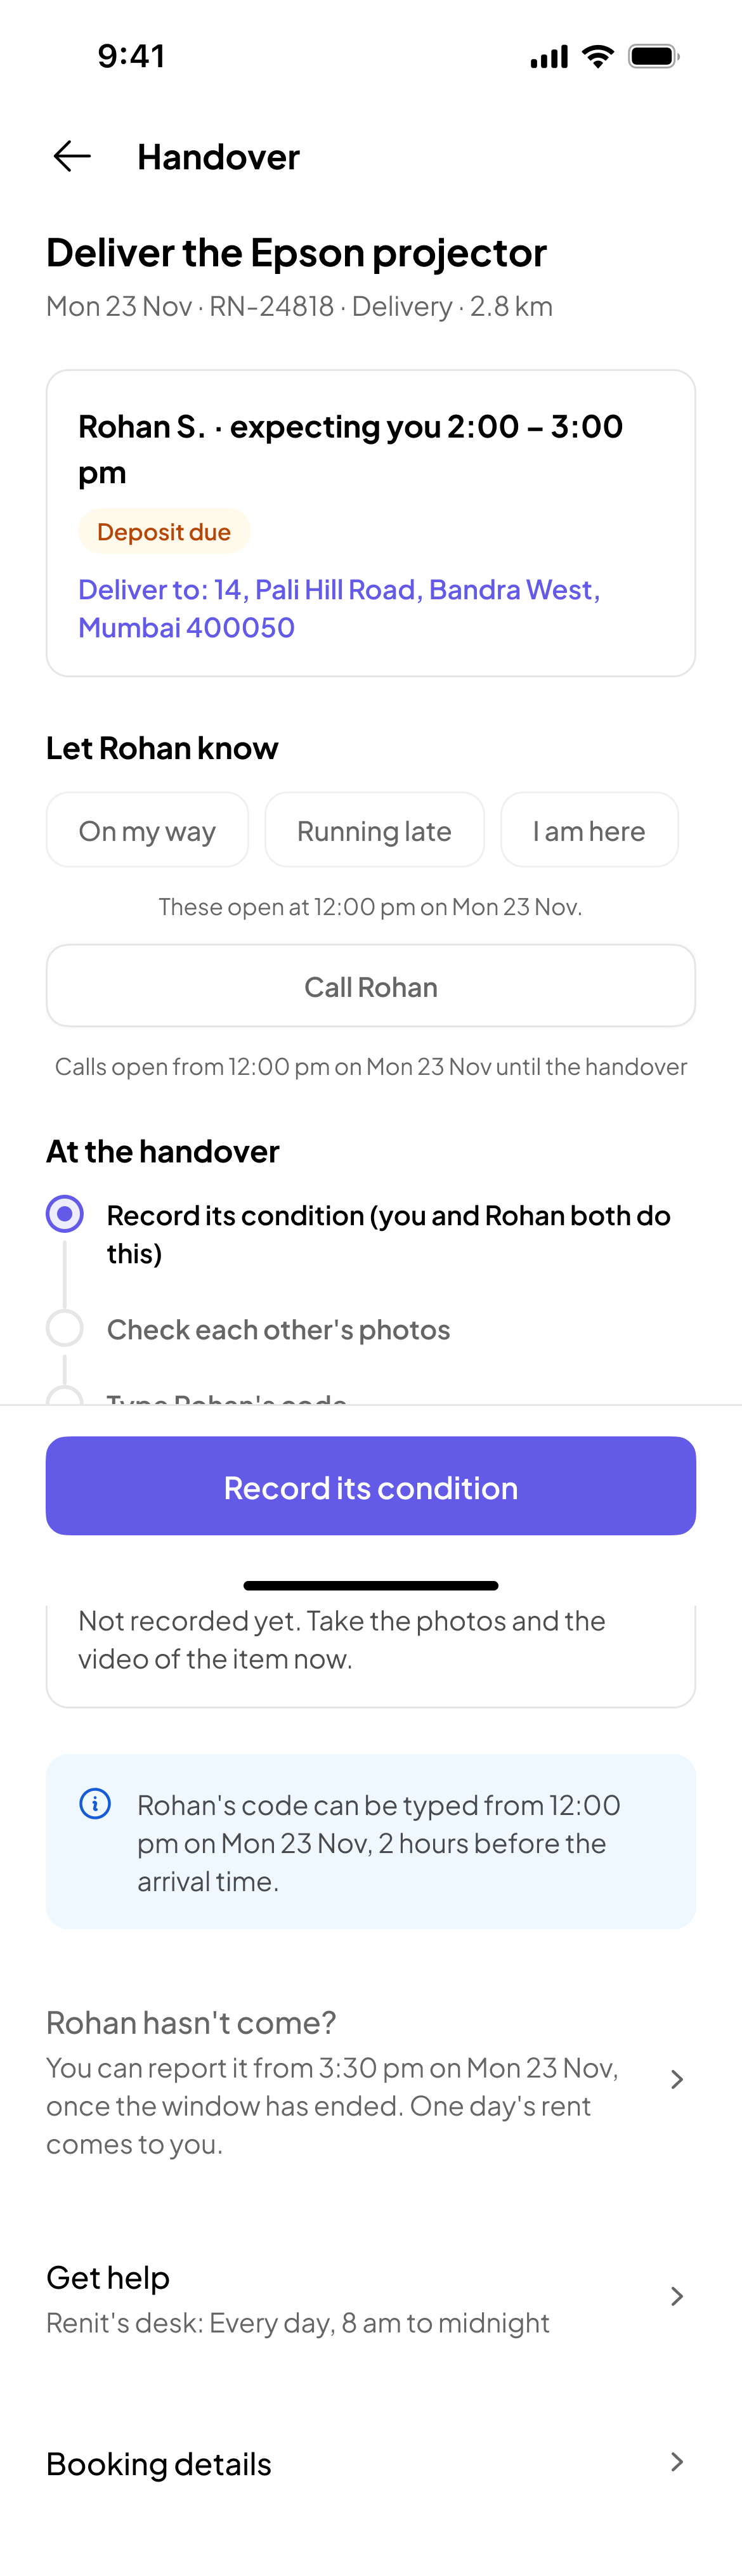 9:41
Handover
Deliver the Epson projector
Mon 23 Nov · RN-24818 · Delivery · 2.8 km
Rohan S. · expecting you 2:00 – 3:00
pm
Deposit due
Deliver to: 14, Pali Hill Road, Bandra West,
Mumbai 400050
Let Rohan know
On my way
Running late
I am here
These open at 12:00 pm on Mon 23 Nov.
Call Rohan
Calls open from 12:00 pm on Mon 23 Nov until the handover
At the handover
Record its condition (you and Rohan both do
this)
Check each other's photos
Type Rohan's code
Record its condition
Not recorded yet. Take the photos and the
video of the item now.
Rohan's code can be typed from 12:00
pm on Mon 23 Nov, 2 hours before the
arrival time.
Rohan hasn't come?
You can report it from 3:30 pm on Mon 23 Nov,
once the window has ended. One day's rent
comes to you.
Get help
Renit's desk: Every day, 8 am to midnight
Booking details